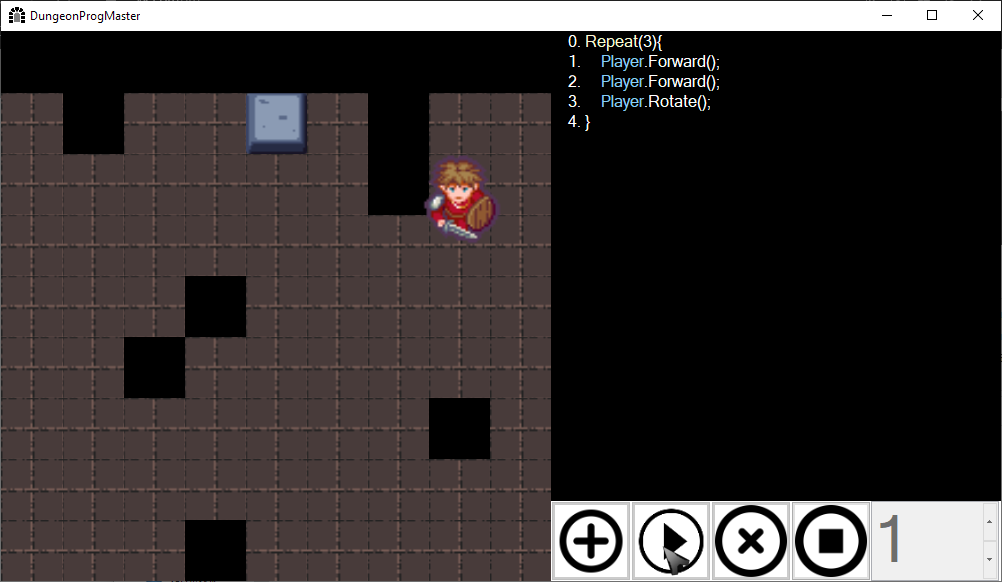 DungeonProgMaster
0. Repeat(3){
1. Player.Forward();
2. Player.Forward();
3. Player.Rotate();
4. }
1